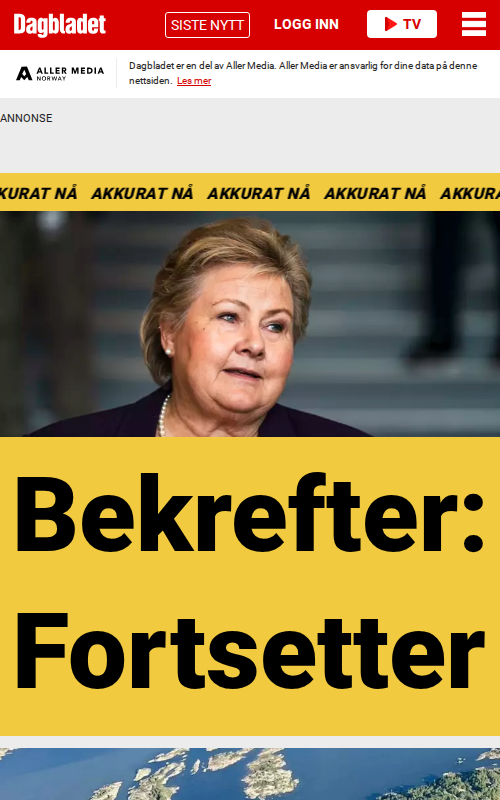 Dagbladet
SISTE NYTT
LOGG INN
TV
ALLER MEDIA
NORWAY
Dagbladet er en del av Aller Media. Aller Media er ansvarlig for dine data på denne
nettsiden. Les mer
ANNONSE
KURAT NÅ AKKURAT NÅ AKKURAT NÅ AKKURAT NÅ AKKURA
Bekrefter:
Fortsetter